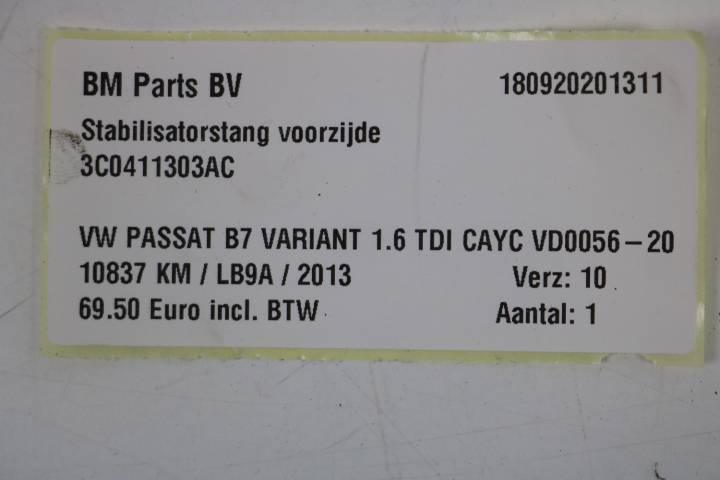 BM Parts BV 180920201311
Stabilisatorstang voorzijde
3C0411303AC
VW PASSAT B7 VARIANT 1.6 TDI CAYC VD0056-20
10837 KM / LB9A / 2013 Verz: 10
69.50 Euro incl. BTW Aantal: 1